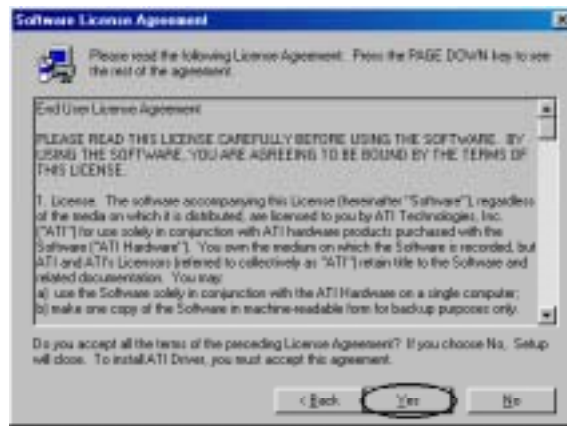 Software License Agreement
Please read the following License Agreement. Press the PAGE DOWN key to see
the rest of the agreement.
End User License Agreement
PLEASE READ THIS LICENSE CAREFULLY BEFORE USING THE SOFTWARE. BY
USING THE SOFTWARE, YOU ARE AGREEING TO BE BOUND BY THE TERMS OF
THIS LICENSE.
1. License. The software accompanying this License (hereinafter "Software"), regardless
of the media on which it is distributed, are licensed to you by ATI Technologies, Inc.
("ATI") for use solely in conjunction with ATI hardware products purchased with the
Software ("ATI Hardware"). You own the medium on which the Software is recorded, but
ATI and ATI's Licensors (referred to collectively as "ATI") retain title to the Software and
related documentation. You may:
a) use the Software solely in conjunction with the ATI Hardware on a single computer;
b) make one copy of the Software in machine-readable form for backup purposes only.
Do you accept all the terms of the preceding License Agreement? If you choose No, Setup
will close. To install ATI Driver, you must accept this agreement.
< Back Yes No